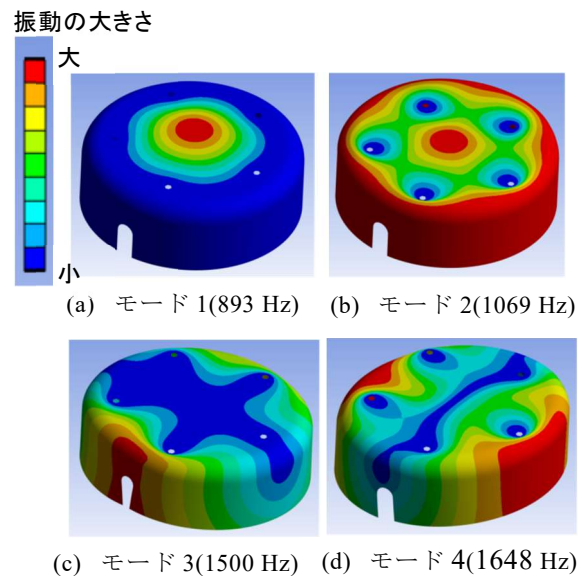 振動の大きさ
大
小
(a) モード 1(893 Hz)
(b) モード 2(1069 Hz)
(c) モード 3(1500 Hz)
(d) モード 4(1648 Hz)